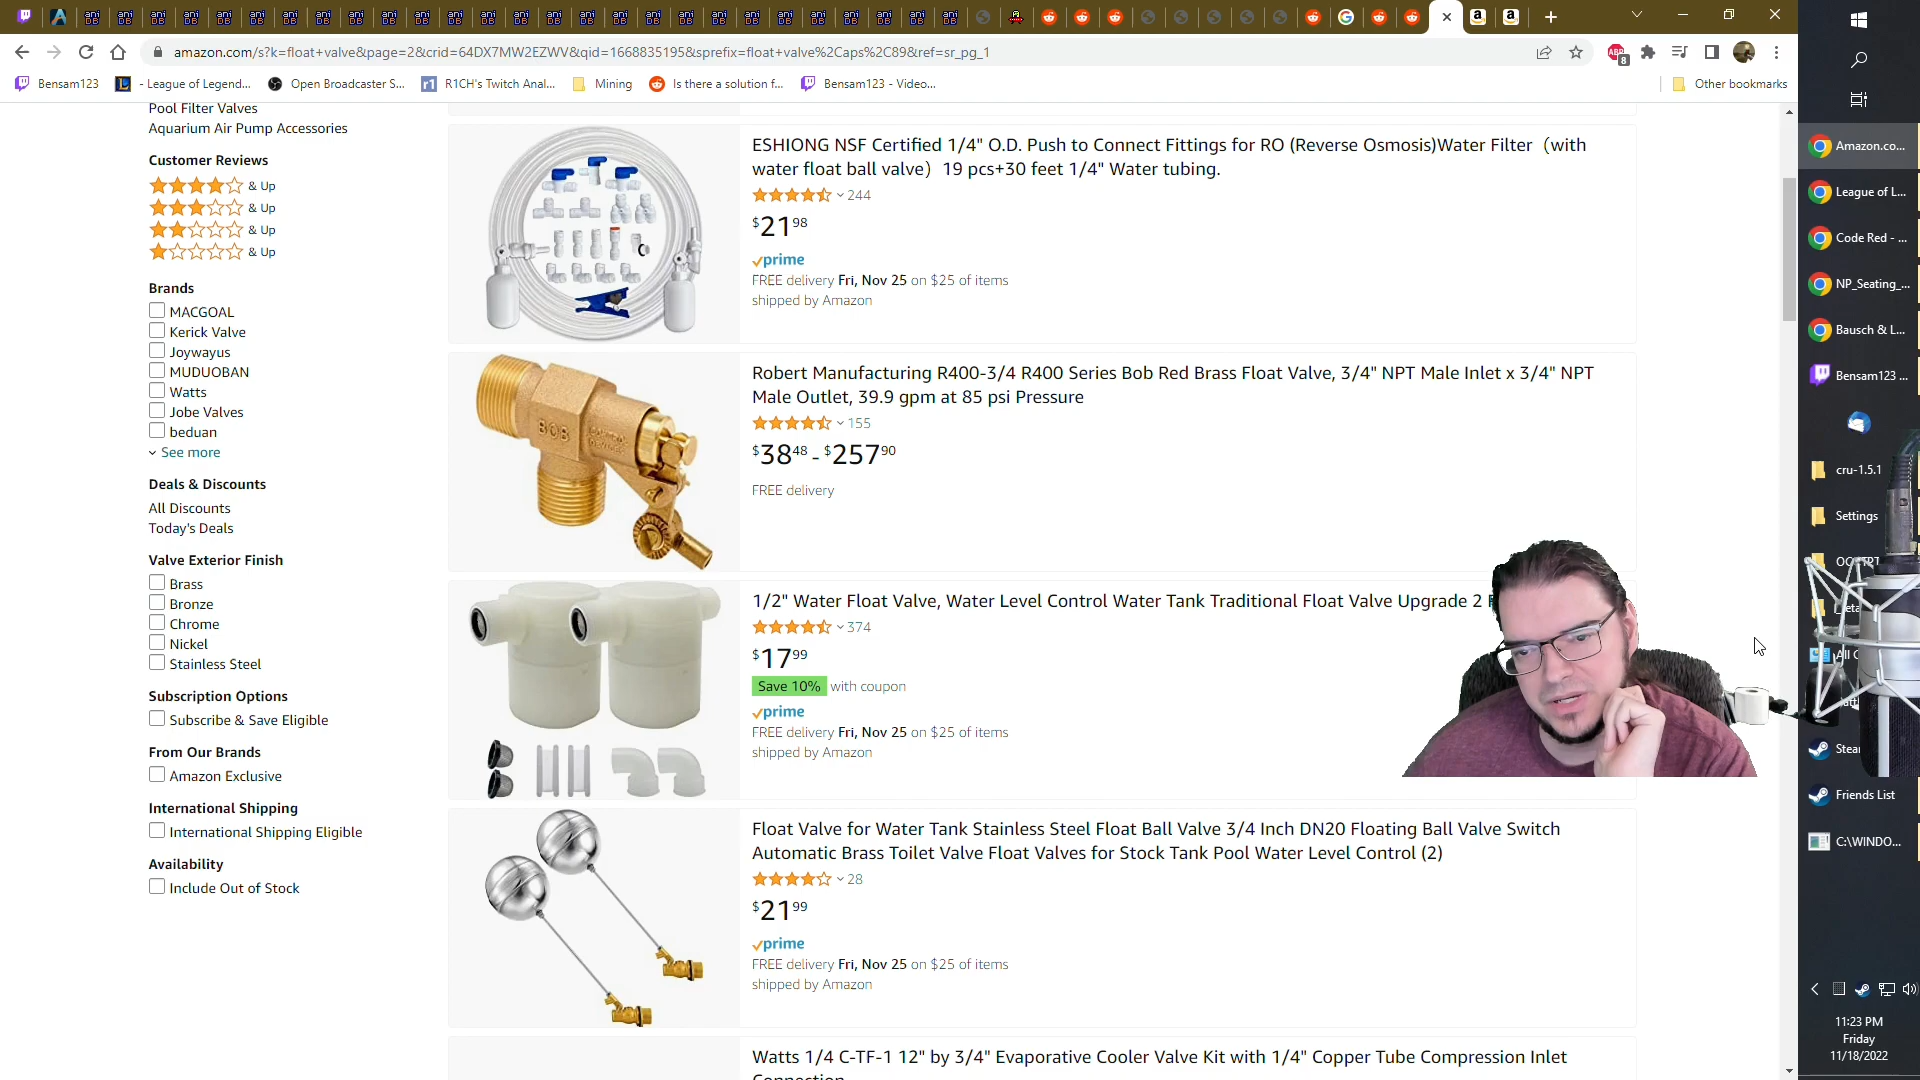 amazon.com/s?k=float+valve&page=2&crid=64DX7MW2EZWV&qid=1668835195&sprefix=float+valve%2Caps%2C89&ref=sr_pg_1
Bensam123
- League of Legend...
Open Broadcaster S...
R1CH's Twitch Anal...
Mining
Is there a solution f...
Bensam123 - Video...
Other bookmarks
Pool Filter Valves
Aquarium Air Pump Accessories
Customer Reviews
& Up
& Up
& Up
& Up
Brands
MACGOAL
Kerick Valve
Joywayus
MUDUOBAN
Watts
Jobe Valves
beduan
See more
Deals & Discounts
All Discounts
Today's Deals
Valve Exterior Finish
Brass
Bronze
Chrome
Nickel
Stainless Steel
Subscription Options
Subscribe & Save Eligible
From Our Brands
Amazon Exclusive
International Shipping
International Shipping Eligible
Availability
Include Out of Stock
ESHIONG NSF Certified 1/4" O.D. Push to Connect Fittings for RO (Reverse Osmosis)Water Filter（with
water float ball valve）19 pcs+30 feet 1/4" Water tubing.
244
$21 98
prime
FREE delivery Fri, Nov 25 on $25 of items
shipped by Amazon
BOB
Robert Manufacturing R400-3/4 R400 Series Bob Red Brass Float Valve, 3/4" NPT Male Inlet x 3/4" NPT
Male Outlet, 39.9 gpm at 85 psi Pressure
155
$38 48 - $257 90
FREE delivery
1/2" Water Float Valve, Water Level Control Water Tank Traditional Float Valve Upgrade 2
374
$17 99
Save 10% with coupon
prime
FREE delivery Fri, Nov 25 on $25 of items
shipped by Amazon
Float Valve for Water Tank Stainless Steel Float Ball Valve 3/4 Inch DN20 Floating Ball Valve Switch
Automatic Brass Toilet Valve Float Valves for Stock Tank Pool Water Level Control (2)
28
$21 99
prime
FREE delivery Fri, Nov 25 on $25 of items
shipped by Amazon
Watts 1/4 C-TF-1 12" by 3/4" Evaporative Cooler Valve Kit with 1/4" Copper Tube Compression Inlet
Amazon.co...
League of L...
Code Red - ...
NP_Seating_...
Bausch & L...
Bensam123 ...
cru-1.5.1
Settings
Friends List
C:\WINDO...
11:23 PM
Friday
11/18/2022